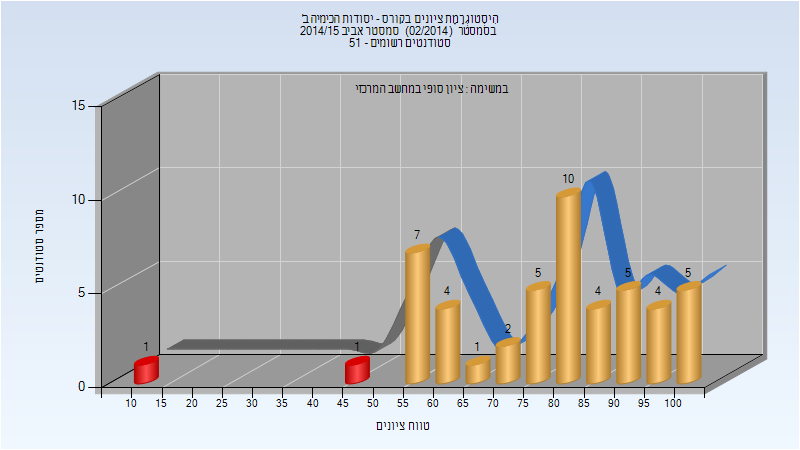 היסטוגרמת ציונים בקורס - יסודות הכימיה ב'
בסמסטר (02/2014) סמסטר אביב 2014/15
סטודנטים רשומים - 51
במשימה : ציון סופי במחשב המרכזי
מספר סטודנטים
15
10
5
0
1
1
7
4
1
2
5
10
4
5
4
5
10 15 20 25 30 35 40 45 50 55 60 65 70 75 80 85 90 95 100
טווח ציונים